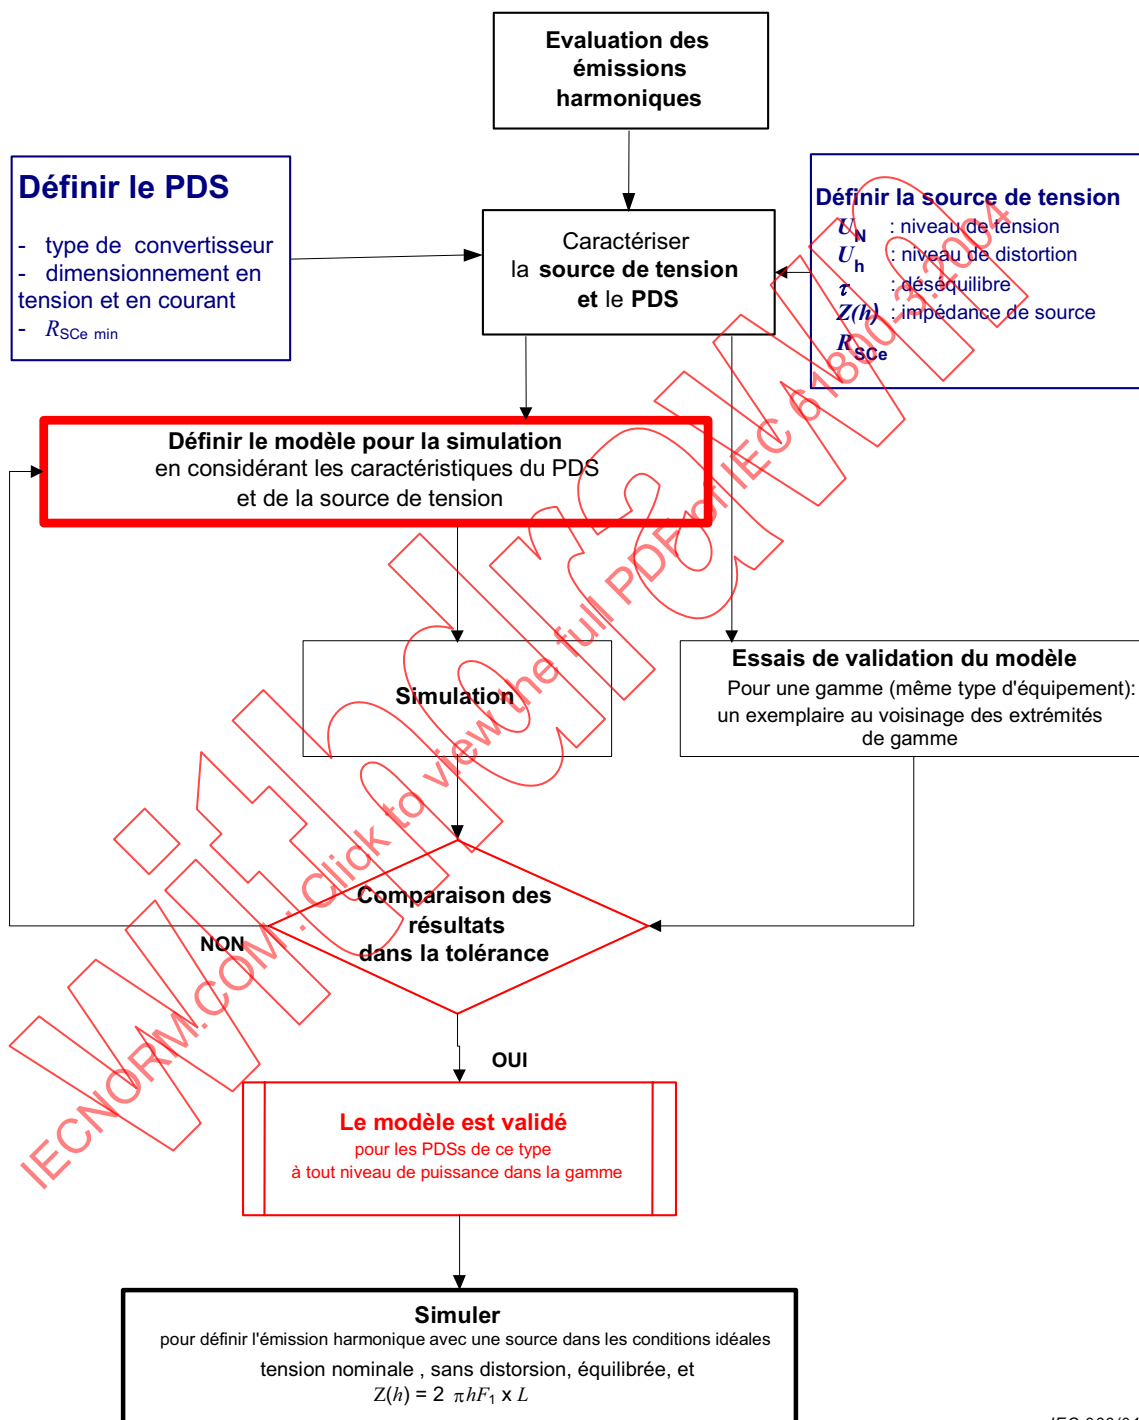 Evaluation des
émissions
harmoniques
Définir le PDS
- type de convertisseur
- dimensionnement en
tension et en courant
- RSCe min
Caractériser
la source de tension
et le PDS
Définir la source de tension
UN : niveau de tension
Uh : niveau de distortion
τ : déséquilibre
Z(h) : impédance de source
RSCe
Définir le modèle pour la simulation
en considérant les caractéristiques du PDS
et de la source de tension
Simulation
Essais de validation du modèle
Pour une gamme (même type d'équipement):
un exemplaire au voisinage des extrémités
de gamme
Comparaison des
résultats
dans la tolérance
NON
OUI
Le modèle est validé
pour les PDSs de ce type
à tout niveau de puissance dans la gamme
Simuler
pour définir l'émission harmonique avec une source dans les conditions idéales
tension nominale , sans distorsion, équilibrée, et
Z(h) = 2 πhF1 x L
IECNORM.COM : Click to view the full PDF of IEC 61800-3:2004
Withdrawn